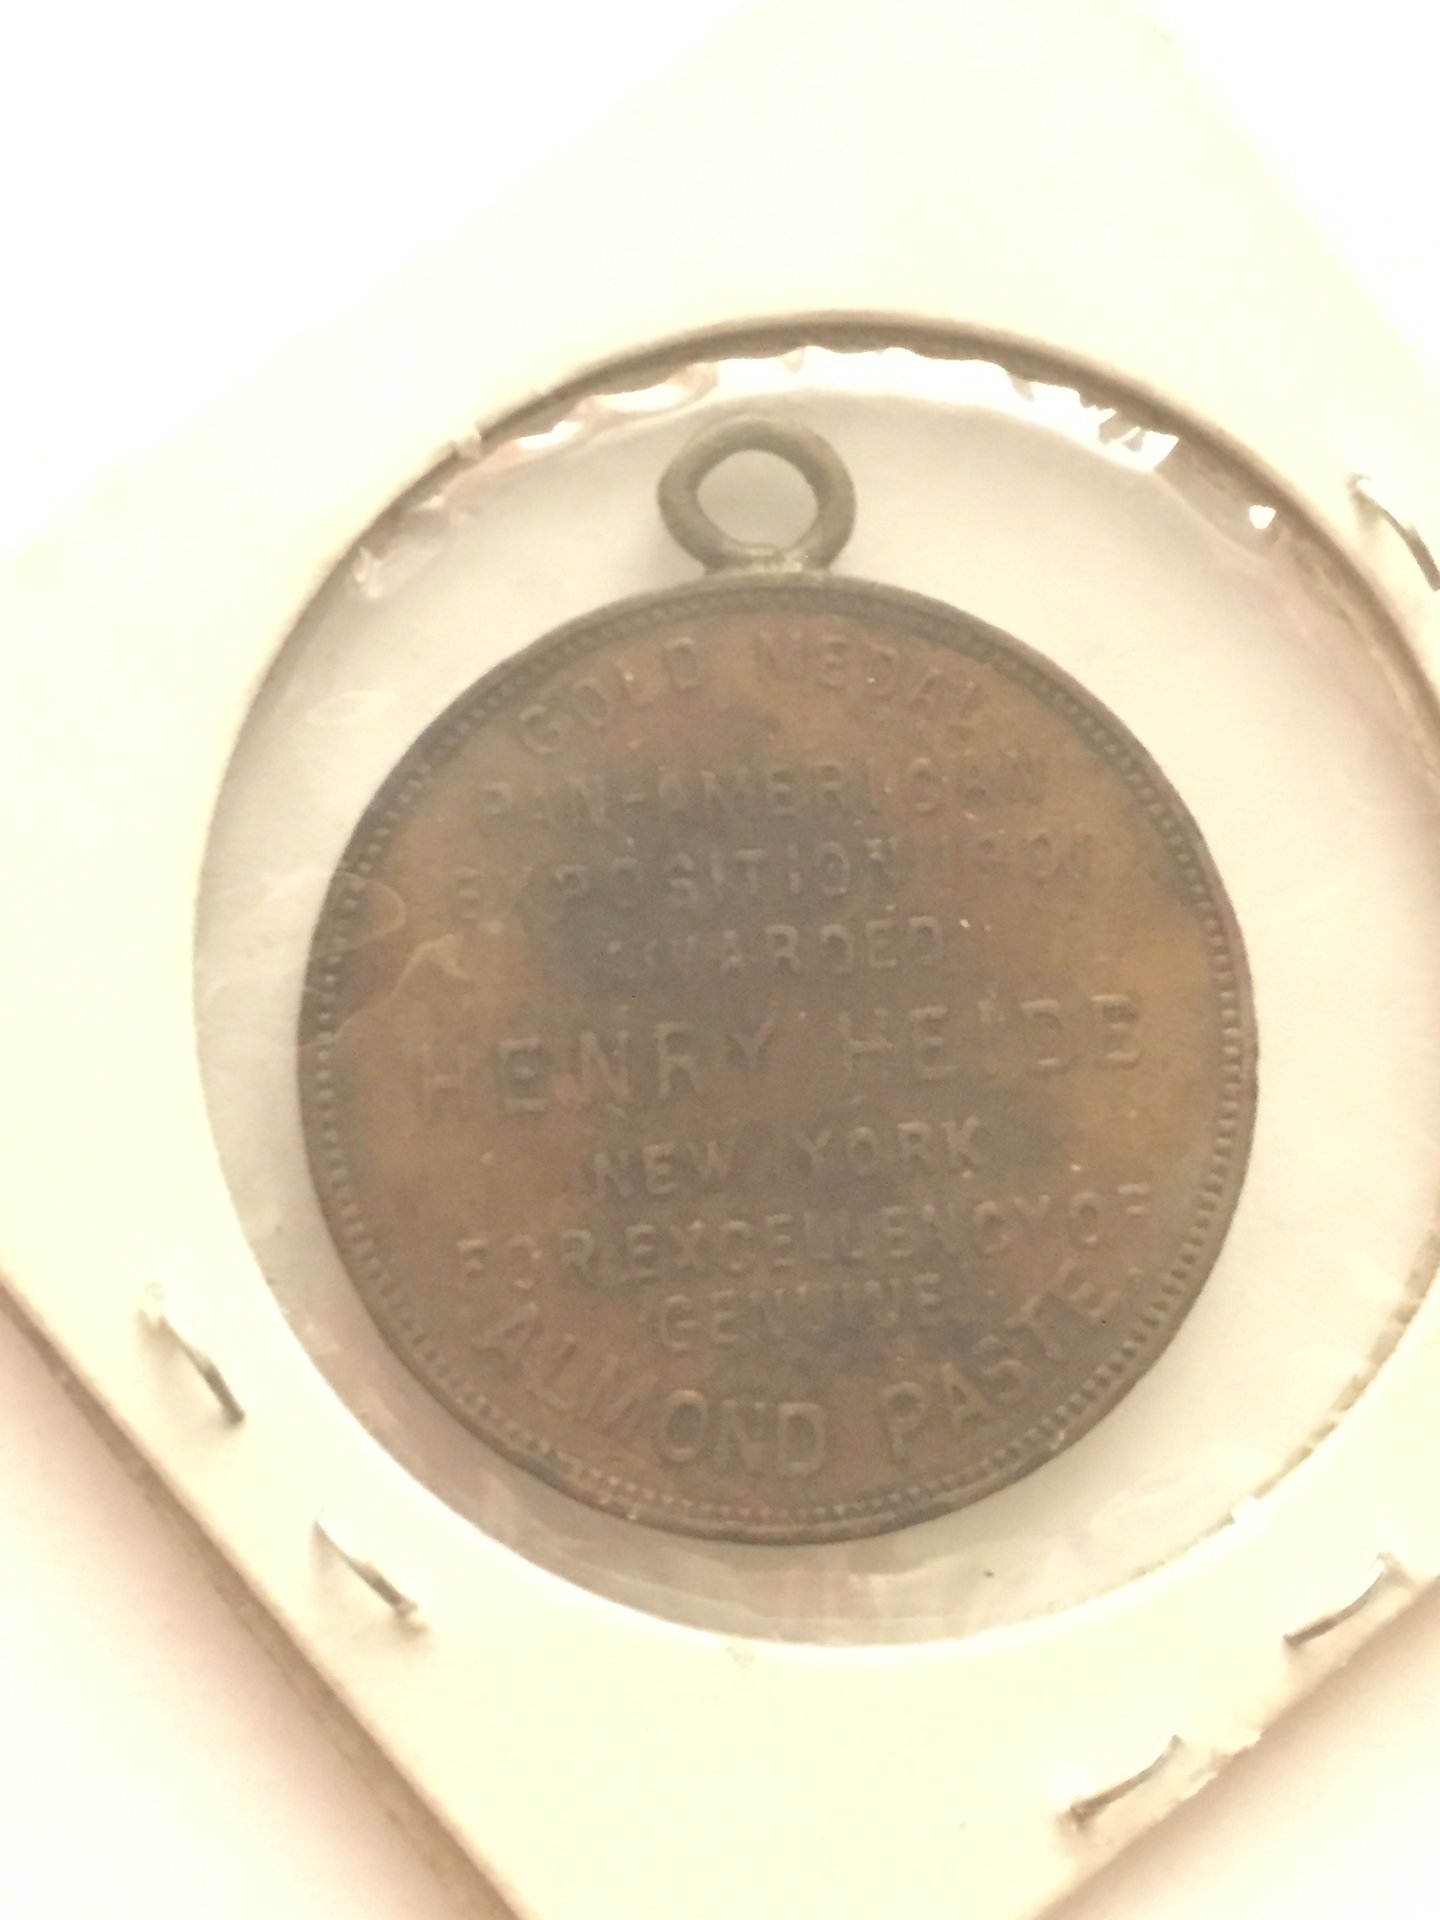 GOLD MEDAL
PAN-AMERICAN
EXPOSITION 1901
AWARDED
HENRY HEIDE
NEW YORK
FOR EXCELLENCY OF
GENUINE
ALMOND PASTE